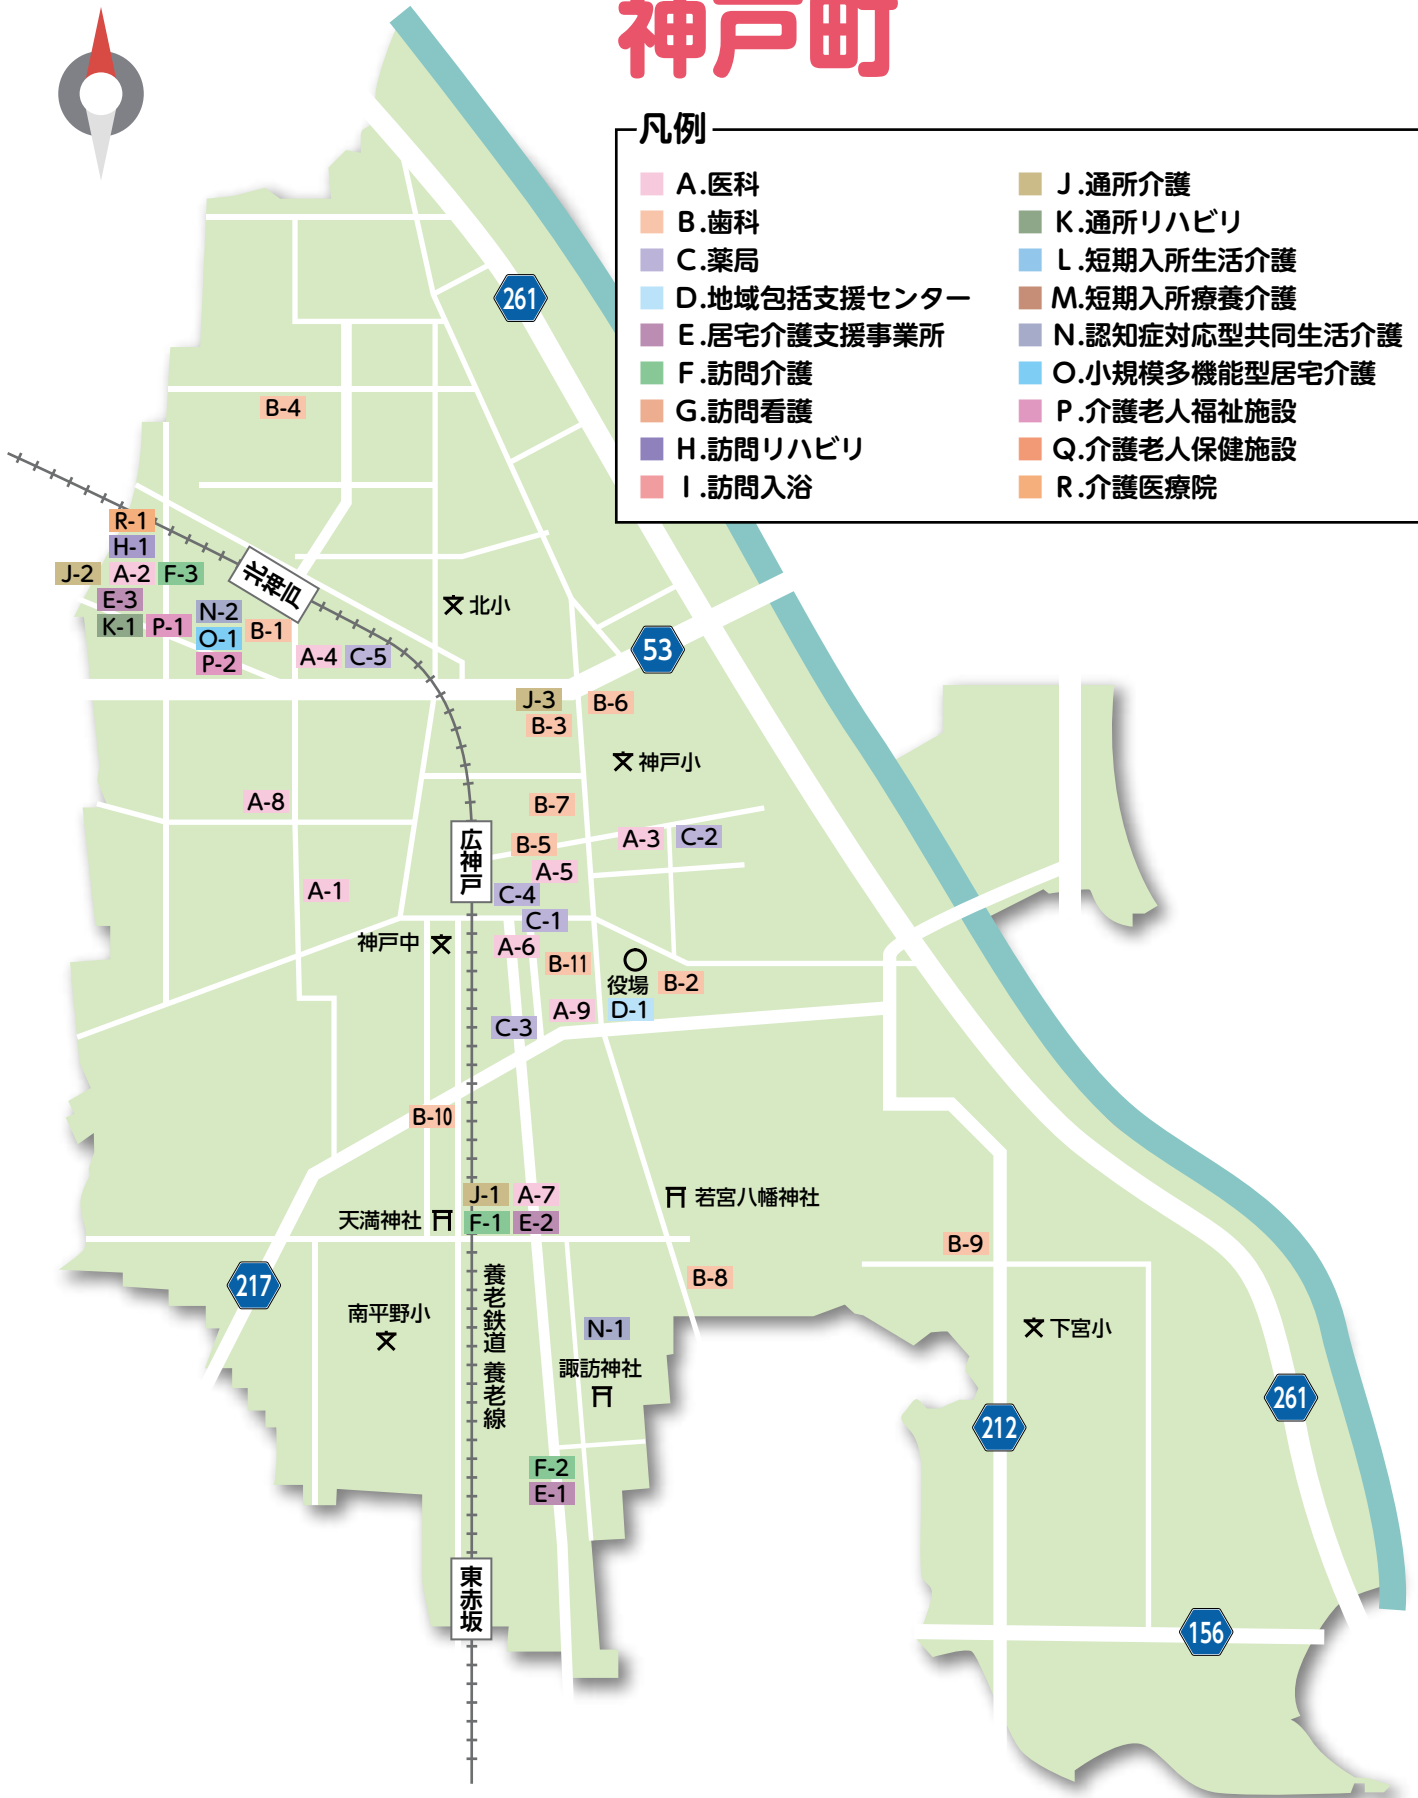 神戸町
凡例
A.医科
B.歯科
C.薬局
D.地域包括支援センター
E.居宅介護支援事業所
F.訪問介護
G.訪問看護
H.訪問リハビリ
I.訪問入浴
J.通所介護
K.通所リハビリ
L.短期入所生活介護
M.短期入所療養介護
N.認知症対応型共同生活介護
O.小規模多機能型居宅介護
P.介護老人福祉施設
Q.介護老人保健施設
R.介護医療院
261
B-4
R-1
H-1
J-2 A-2 F-3
E-3
K-1 P-1
N-2
O-1
P-2
B-1
北神戸
A-4 C-5
北小
53
J-3
B-3
B-6
神戸小
A-8
B-7
広神戸
B-5
A-3 C-2
A-5
A-1
C-4
C-1
神戸中
A-6
B-11
役場
B-2
A-9
D-1
C-3
B-10
J-1 A-7
F-1 E-2
天満神社
若宮八幡神社
B-9
217
養老鉄道 養老線
B-8
南平野小
N-1
下宮小
諏訪神社
261
212
F-2
E-1
東赤坂
156